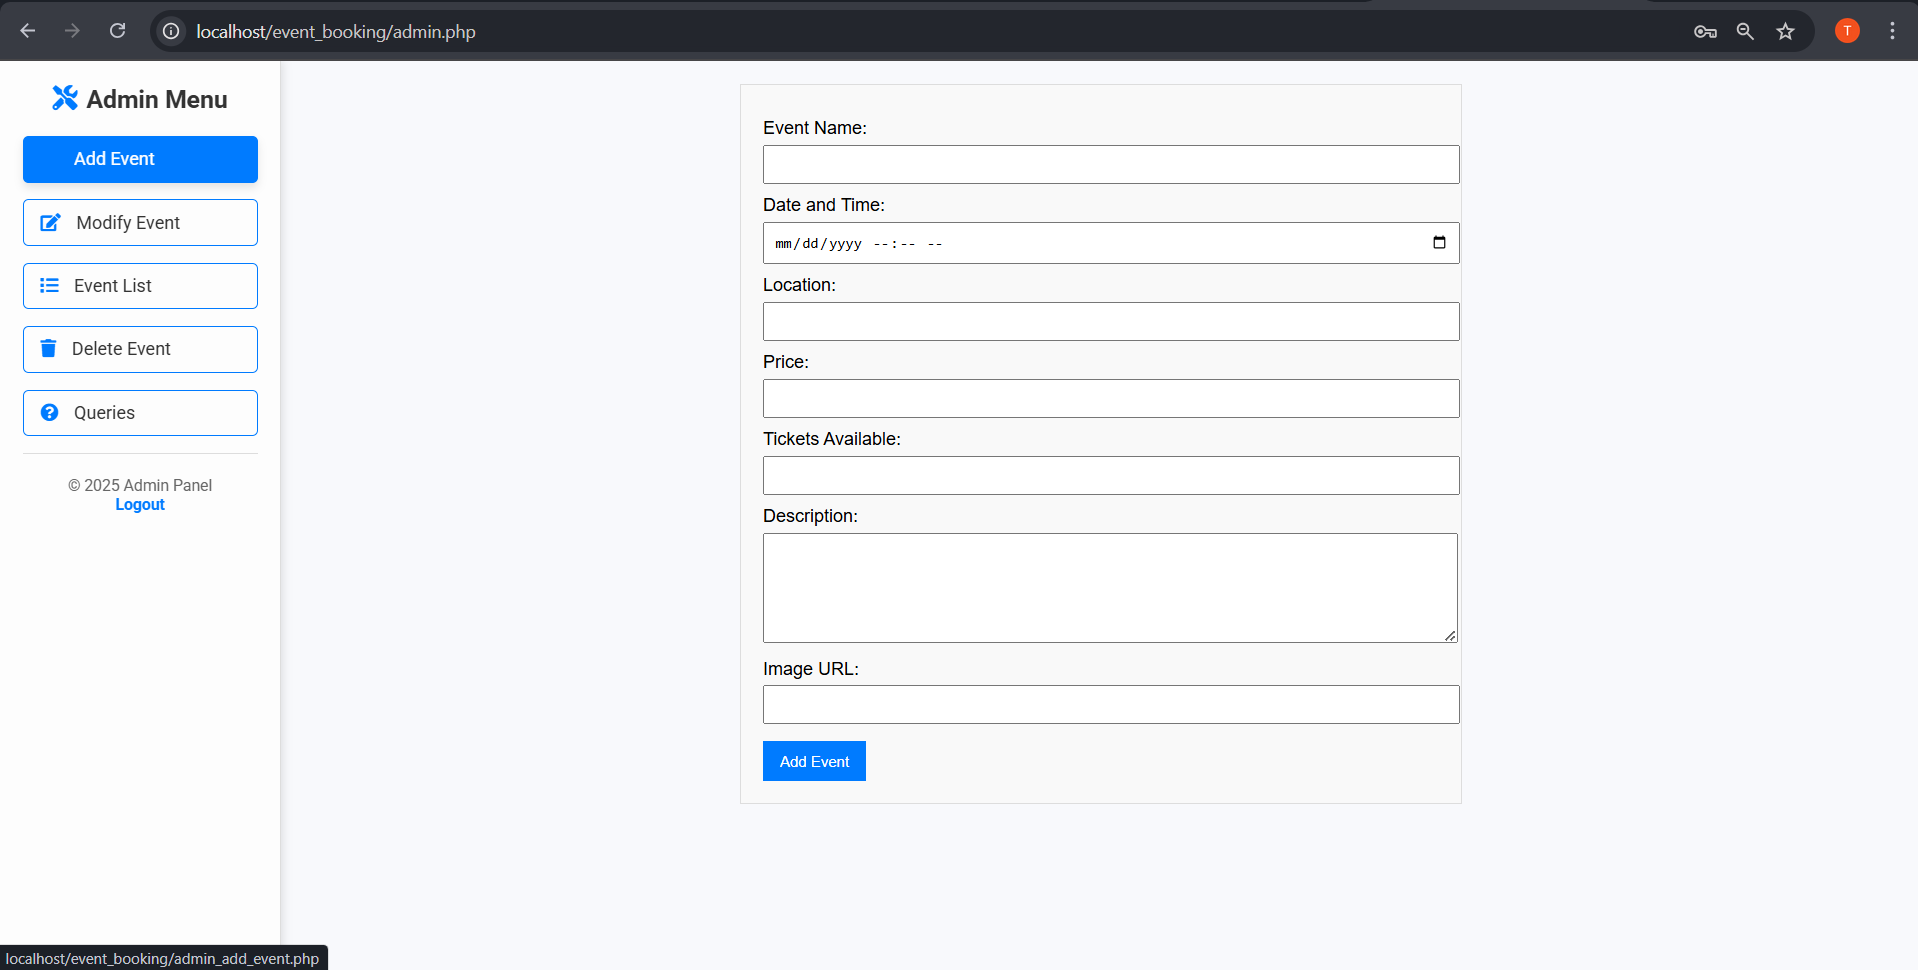 localhost/event_booking/admin.php
T
Admin Menu
Add Event
Modify Event
Event List
Delete Event
Queries
© 2025 Admin Panel
Logout
Event Name:
Date and Time:
mm/dd/yyyy --:-- --
Location:
Price:
Tickets Available:
Description:
Image URL:
Add Event
localhost/event_booking/admin_add_event.php